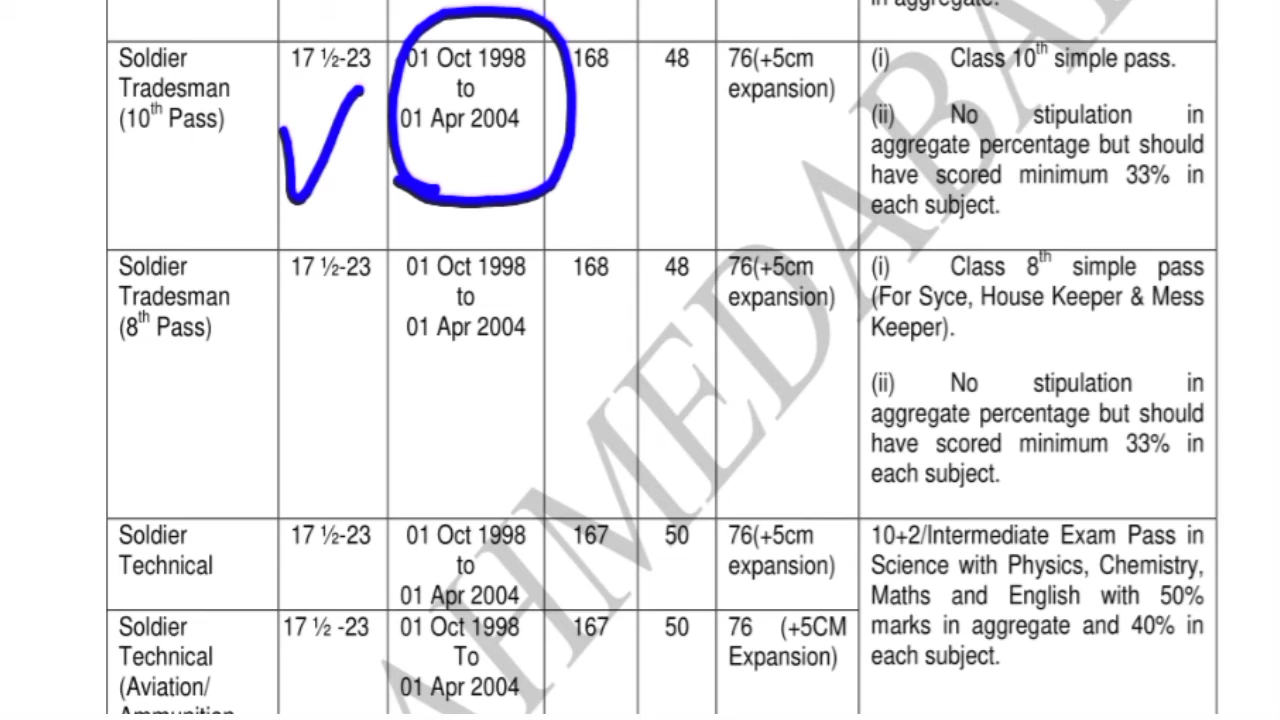 in aggregate.
Soldier
Tradesman
(10th Pass)
17 ½-23
01 Oct 1998
to
01 Apr 2004
168
48
76(+5cm
expansion)
(i) Class 10th simple pass.
(ii) No stipulation in
aggregate percentage but should
have scored minimum 33% in
each subject.
Soldier
Tradesman
(8th Pass)
17 ½-23
01 Oct 1998
to
01 Apr 2004
168
48
76(+5cm
expansion)
(i) Class 8th simple pass
(For Syce, House Keeper & Mess
Keeper).
(ii) No stipulation in
aggregate percentage but should
have scored minimum 33% in
each subject.
Soldier
Technical
17 ½-23
01 Oct 1998
to
01 Apr 2004
167
50
76(+5cm
expansion)
10+2/Intermediate Exam Pass in
Science with Physics, Chemistry,
Maths and English with 50%
marks in aggregate and 40% in
each subject.
Soldier
Technical
(Aviation/
Ammunition
17 ½ -23
01 Oct 1998
To
01 Apr 2004
167
50
76 (+5CM
Expansion)
AHMEDABA